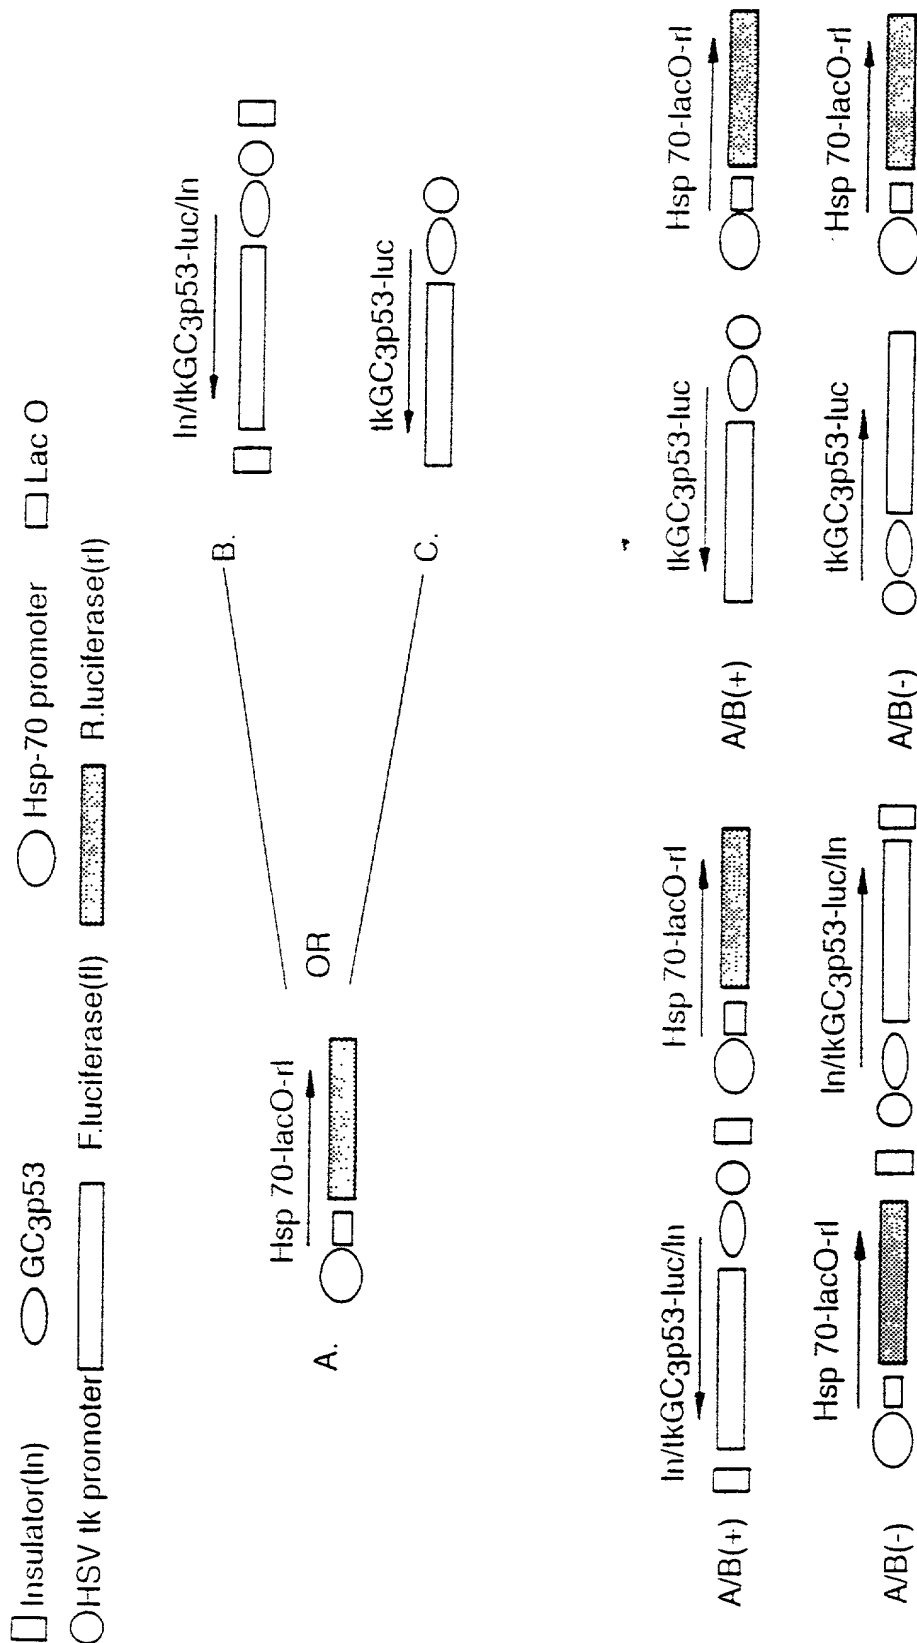 Insulator(In) GC3p53 Hsp-70 promoter Lac O
HSV tk promoter F.luciferase(fl) R.luciferase(rl)
In/tkGC3p53-luc/In
B.
Hsp 70-lacO-rl
A.
OR
tkGC3p53-luc
C.
In/tkGC3p53-luc/In Hsp 70-lacO-rl
A/B(+)
tkGC3p53-luc Hsp 70-lacO-rl
A/B(+)
Hsp 70-lacO-rl In/tkGC3p53-luc/In
A/B(-)
tkGC3p53-luc Hsp 70-lacO-rl
A/B(-)